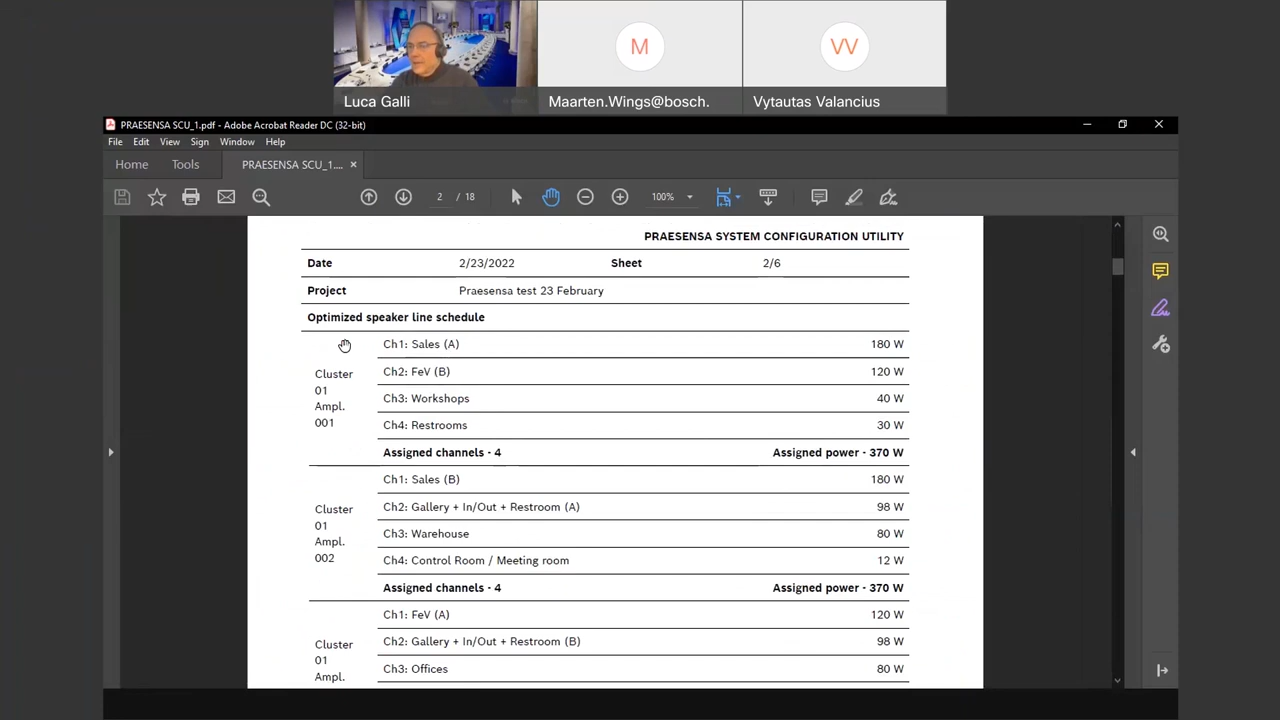 M
VV
Luca Galli
Maarten.Wings@bosch.
Vytautas Valancius
PRAESENSA SCU_1.pdf - Adobe Acrobat Reader DC (32-bit)
File Edit View Sign Window Help
Home Tools PRAESENSA SCU_1....
2 / 18 100%
PRAESENSA SYSTEM CONFIGURATION UTILITY
Date 2/23/2022 Sheet 2/6
Project Praesensa test 23 February
Optimized speaker line schedule
Cluster
01
Ampl.
001
Ch1: Sales (A) 180 W
Ch2: FeV (B) 120 W
Ch3: Workshops 40 W
Ch4: Restrooms 30 W
Assigned channels - 4 Assigned power - 370 W
Cluster
01
Ampl.
002
Ch1: Sales (B) 180 W
Ch2: Gallery + In/Out + Restroom (A) 98 W
Ch3: Warehouse 80 W
Ch4: Control Room / Meeting room 12 W
Assigned channels - 4 Assigned power - 370 W
Cluster
01
Ampl.
Ch1: FeV (A) 120 W
Ch2: Gallery + In/Out + Restroom (B) 98 W
Ch3: Offices 80 W